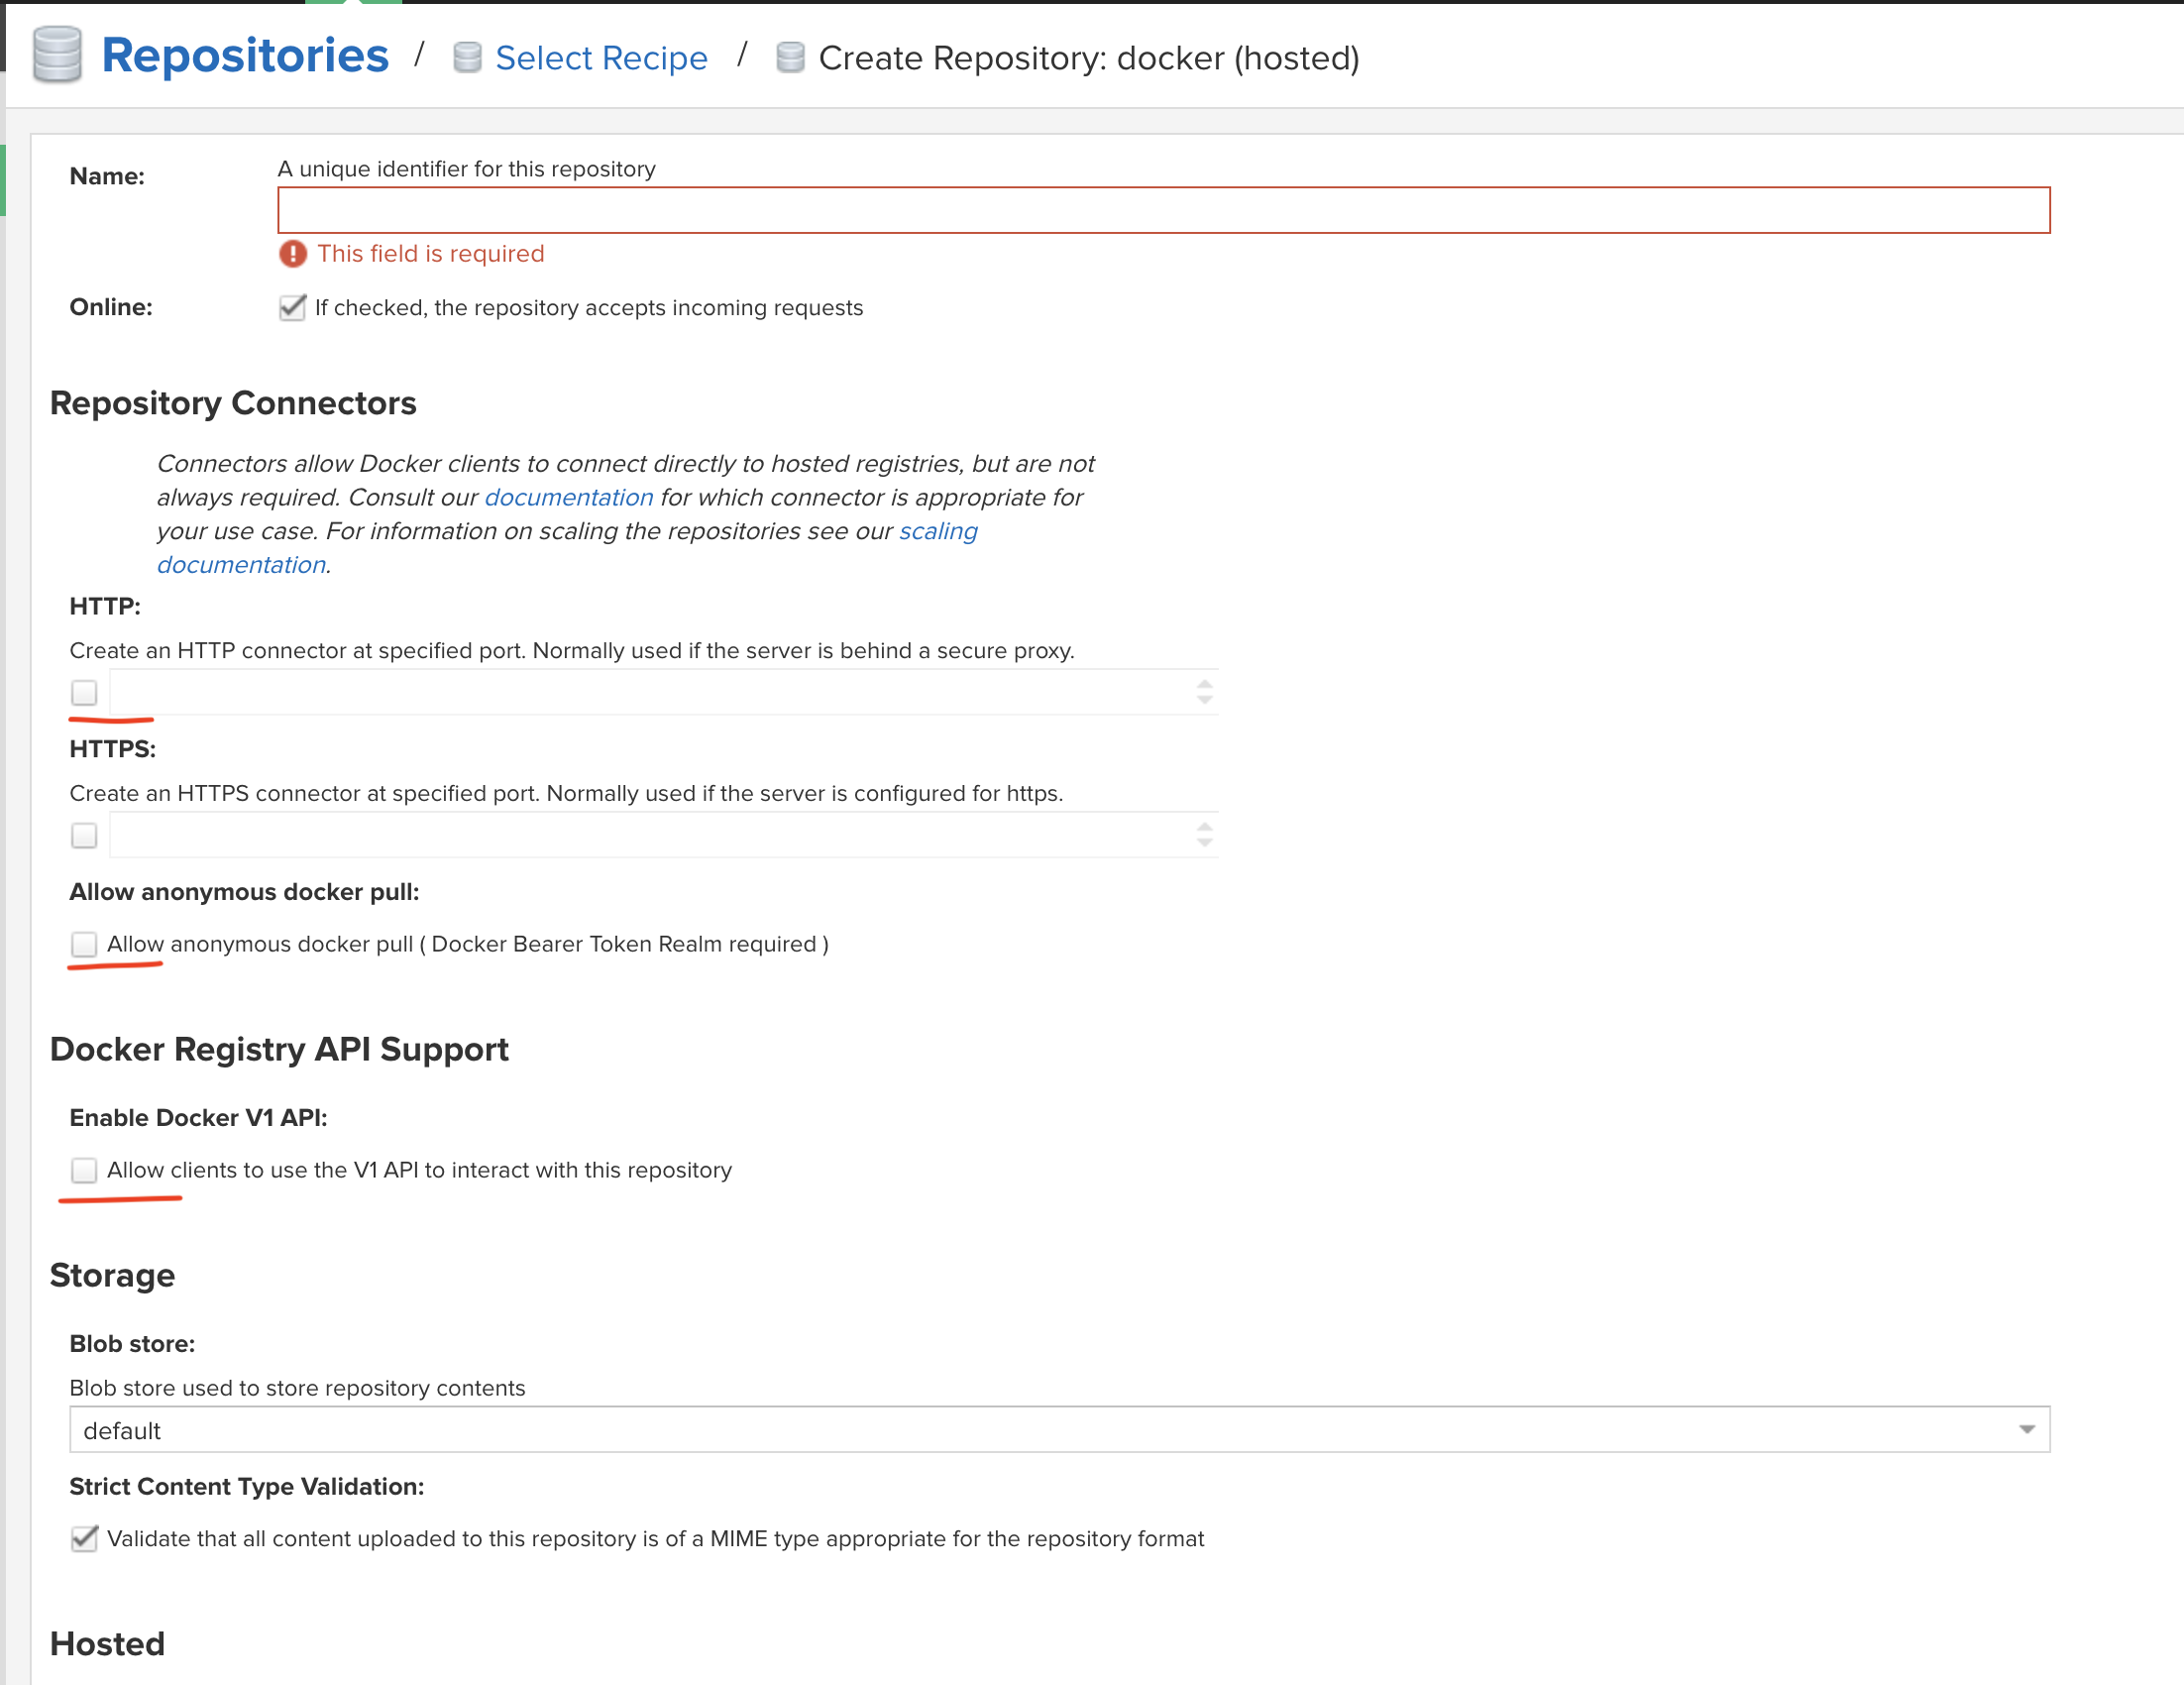 Repositories / Select Recipe / Create Repository: docker (hosted)
Name:
A unique identifier for this repository
This field is required
Online:
If checked, the repository accepts incoming requests
Repository Connectors
Connectors allow Docker clients to connect directly to hosted registries, but are not
always required. Consult our documentation for which connector is appropriate for
your use case. For information on scaling the repositories see our scaling
documentation.
HTTP:
Create an HTTP connector at specified port. Normally used if the server is behind a secure proxy.
HTTPS:
Create an HTTPS connector at specified port. Normally used if the server is configured for https.
Allow anonymous docker pull:
Allow anonymous docker pull ( Docker Bearer Token Realm required )
Docker Registry API Support
Enable Docker V1 API:
Allow clients to use the V1 API to interact with this repository
Storage
Blob store:
Blob store used to store repository contents
default
Strict Content Type Validation:
Validate that all content uploaded to this repository is of a MIME type appropriate for the repository format
Hosted